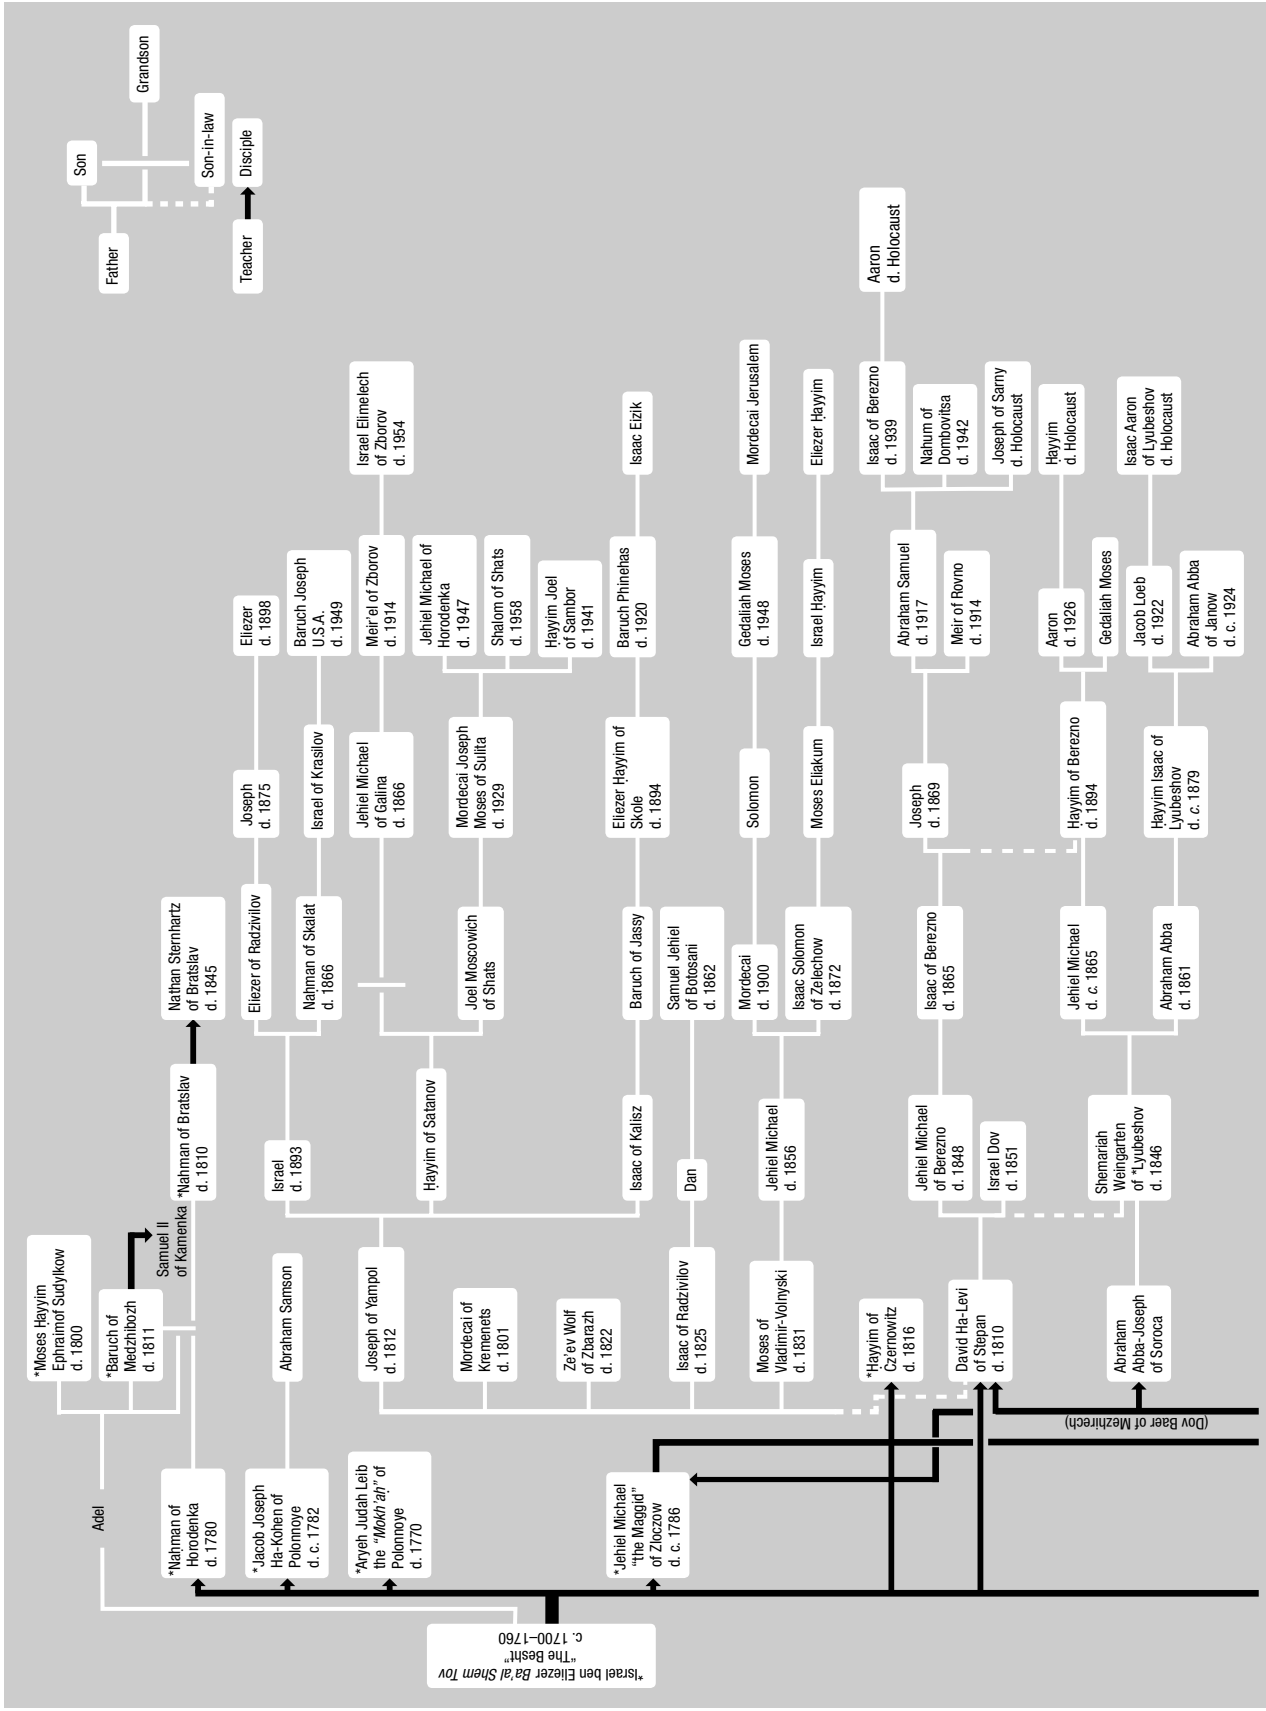 Father
Son
Grandson
Son-in-law
Teacher
Disciple
*Israel ben Eliezer Ba'al Shem Tov
"The Besht"
c. 1700–1760
Adel
*Moses Ḥayyim
Ephraimof Sudylkow
d. 1800
*Baruch of
Medzhibozh
d. 1811
Samuel II
of Kamenka
*Naḥman of
Horodenka
d. 1780
*Nahman of Bratslav
d. 1810
Nathan Sternhartz
of Bratslav
d. 1845
*Jacob Joseph
Ha-Kohen of
Polonnoye
d. c. 1782
Abraham Samson
*Aryeh Judah Leib
the "Mokh'aḥ" of
Polonnoye
d. 1770
*Jehiel Michael
"the Maggid"
of Zloczow
d. c. 1786
Joseph of Yampol
d. 1812
Israel
d. 1893
Eliezer of Radzivilov
Joseph
d. 1875
Eliezer
d. 1898
Naḥman of Skalat
d. 1866
Israel of Krasilov
Baruch Joseph
U.S.A.
d. 1949
Ḥayyim of Satanov
Jehiel Michael
of Galina
d. 1866
Meir'el of Zborov
d. 1914
Israel Elimelech
of Zborov
d. 1954
Joel Moscowich
of Shats
Mordecai Joseph
Moses of Sulita
d. 1929
Jehiel Michael of
Horodenka
d. 1947
Shalom of Shats
d. 1958
Ḥayyim Joel
of Sambor
d. 1941
Isaac of Kalisz
Baruch of Jassy
Eliezer Ḥayyim of
Skole
d. 1894
Baruch Phinehas
d. 1920
Isaac Eizik
Mordecai of
Kremenets
d. 1801
Ze'ev Wolf
of Zbarazh
d. 1822
Isaac of Radzivilov
d. 1825
Dan
Samuel Jehiel
of Botosani
d. 1862
Moses of
Vladimir-Volnyski
d. 1831
Jehiel Michael
d. 1856
Mordecai
d. 1900
Solomon
Gedaliah Moses
d. 1948
Mordecai Jerusalem
Isaac Solomon
of Zelechow
d. 1872
Moses Eliakum
Israel Ḥayyim
Eliezer Ḥayyim
*Ḥayyim of
Czernowitz
d. 1816
David Ha-Levi
of Stepan
d. 1810
Jehiel Michael
of Berezno
d. 1848
Isaac of Berezno
d. 1865
Joseph
d. 1869
Abraham Samuel
d. 1917
Isaac of Berezno
d. 1939
Aaron
d. Holocaust
Nahum of
Dombovitsa
d. 1942
Joseph of Sarny
d. Holocaust
Meir of Rovno
d. 1914
Israel Dov
d. 1851
Abraham
Abba-Joseph
of Soroca
Shemariah
Weingarten
of *Lyubeshov
d. 1846
Jehiel Michael
d. c. 1865
Ḥayyim of Berezno
d. 1894
Aaron
d. 1926
Ḥayyim
d. Holocaust
Gedaliah Moses
Abraham Abba
d. 1861
Ḥayyim Isaac of
Lyubeshov
d. c. 1879
Jacob Loeb
d. 1922
Isaac Aaron
of Lyubeshov
d. Holocaust
Abraham Abba
of Janow
d. c. 1924
(Dov Baer of Mezhirech)